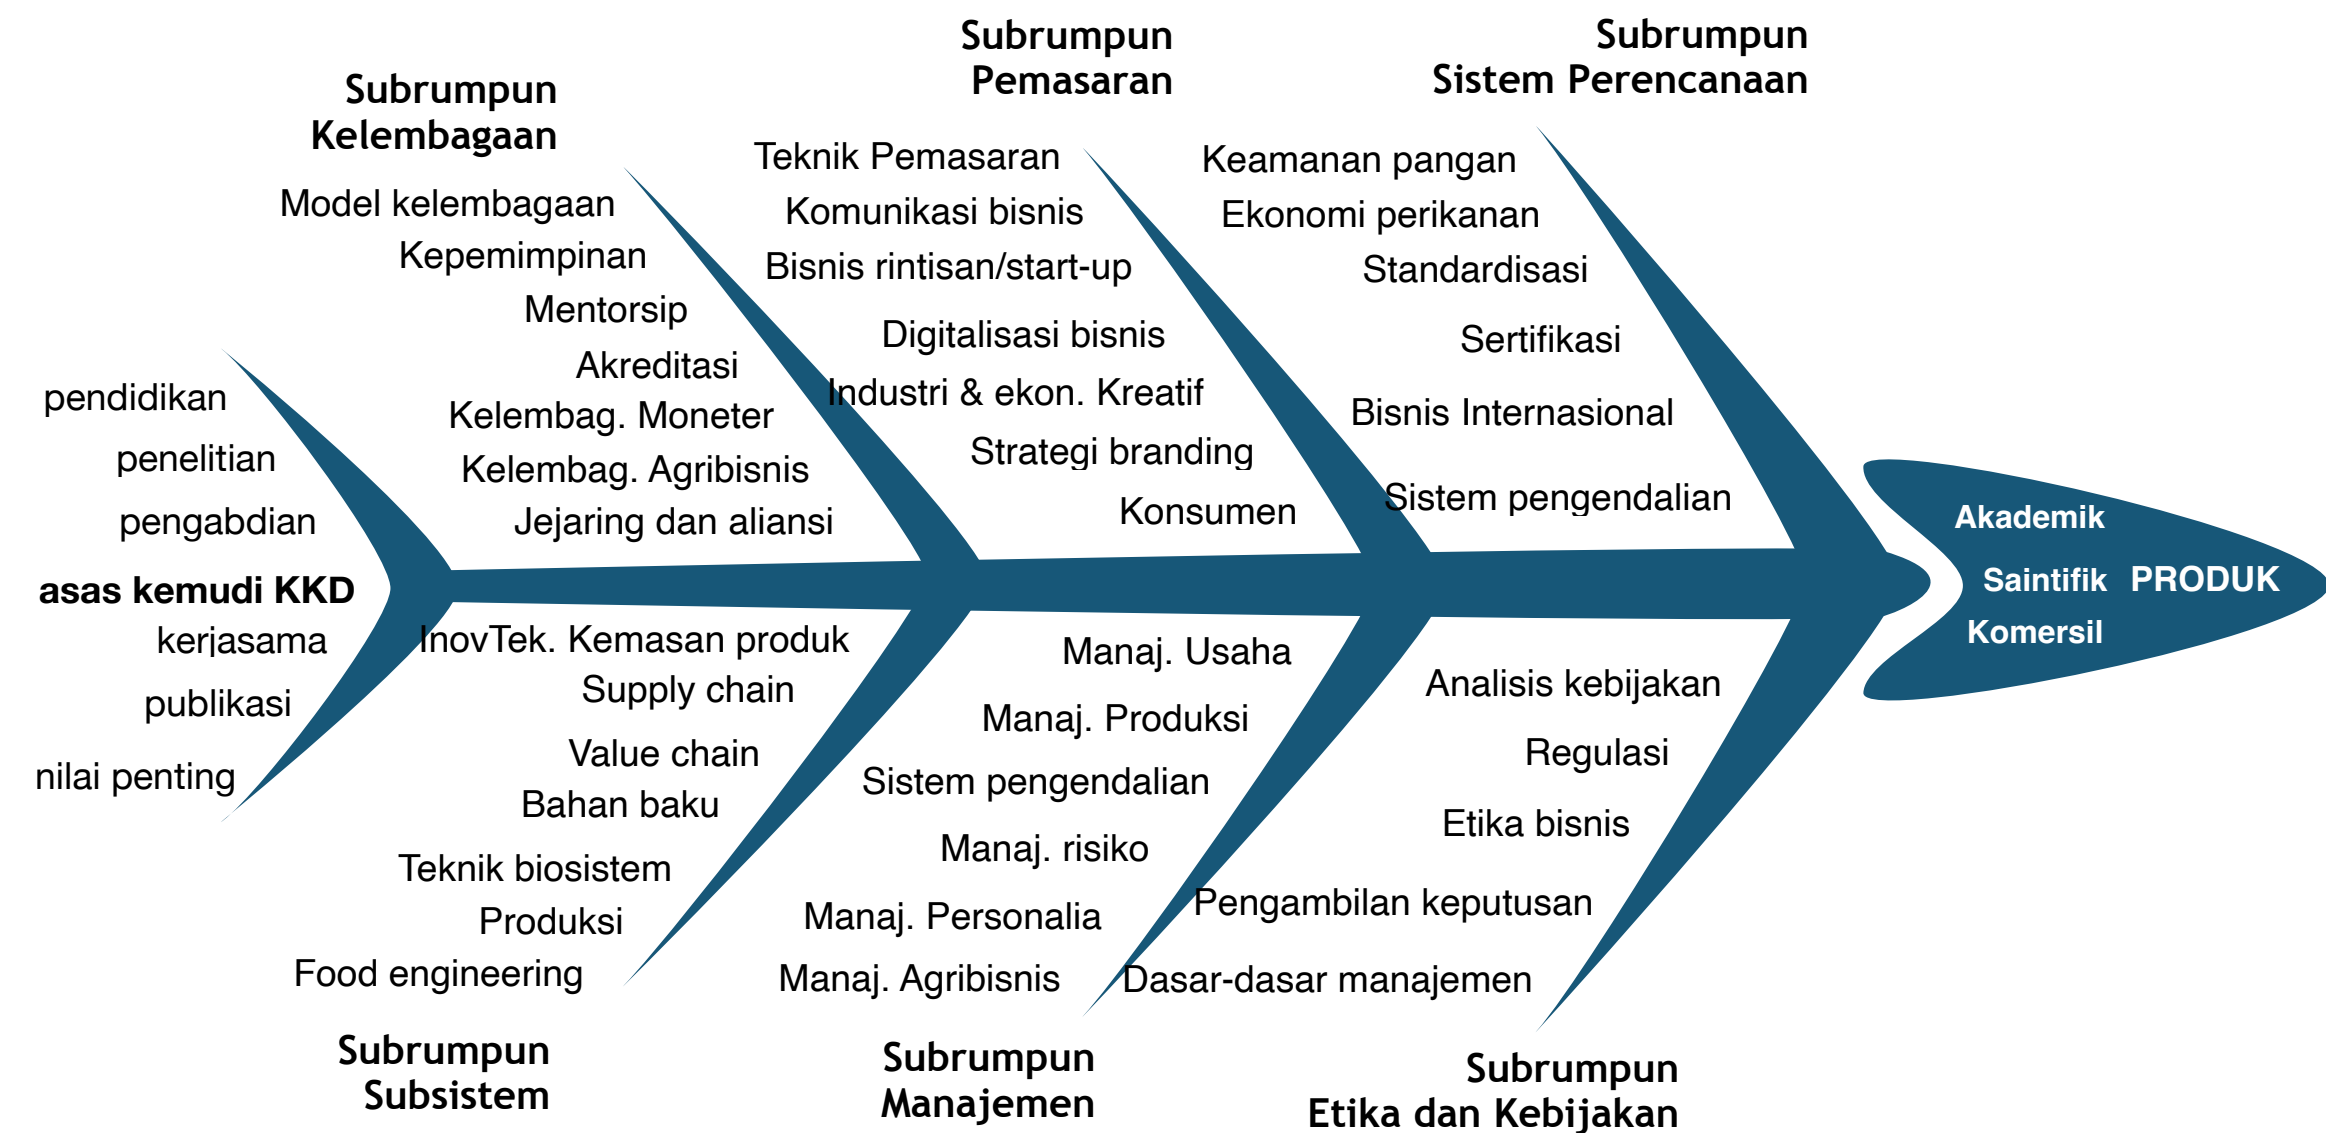 Subrumpun
Kelembagaan
Model kelembagaan
Kepemimpinan
Mentorsip
Akreditasi
Kelembag. Moneter
Kelembag. Agribisnis
Jejaring dan aliansi
Subrumpun
Pemasaran
Teknik Pemasaran
Komunikasi bisnis
Bisnis rintisan/start-up
Digitalisasi bisnis
Industri & ekon. Kreatif
Strategi branding
Konsumen
Subrumpun
Sistem Perencanaan
Keamanan pangan
Ekonomi perikanan
Standardisasi
Sertifikasi
Bisnis Internasional
Sistem pengendalian
pendidikan
penelitian
pengabdian
asas kemudi KKD
kerjasama
publikasi
nilai penting
Akademik
Saintifik PRODUK
Komersil
InovTek. Kemasan produk
Supply chain
Value chain
Bahan baku
Teknik biosistem
Produksi
Food engineering
Subrumpun
Subsistem
Manaj. Usaha
Manaj. Produksi
Sistem pengendalian
Manaj. risiko
Manaj. Personalia
Manaj. Agribisnis
Subrumpun
Manajemen
Analisis kebijakan
Regulasi
Etika bisnis
Pengambilan keputusan
Dasar-dasar manajemen
Subrumpun
Etika dan Kebijakan